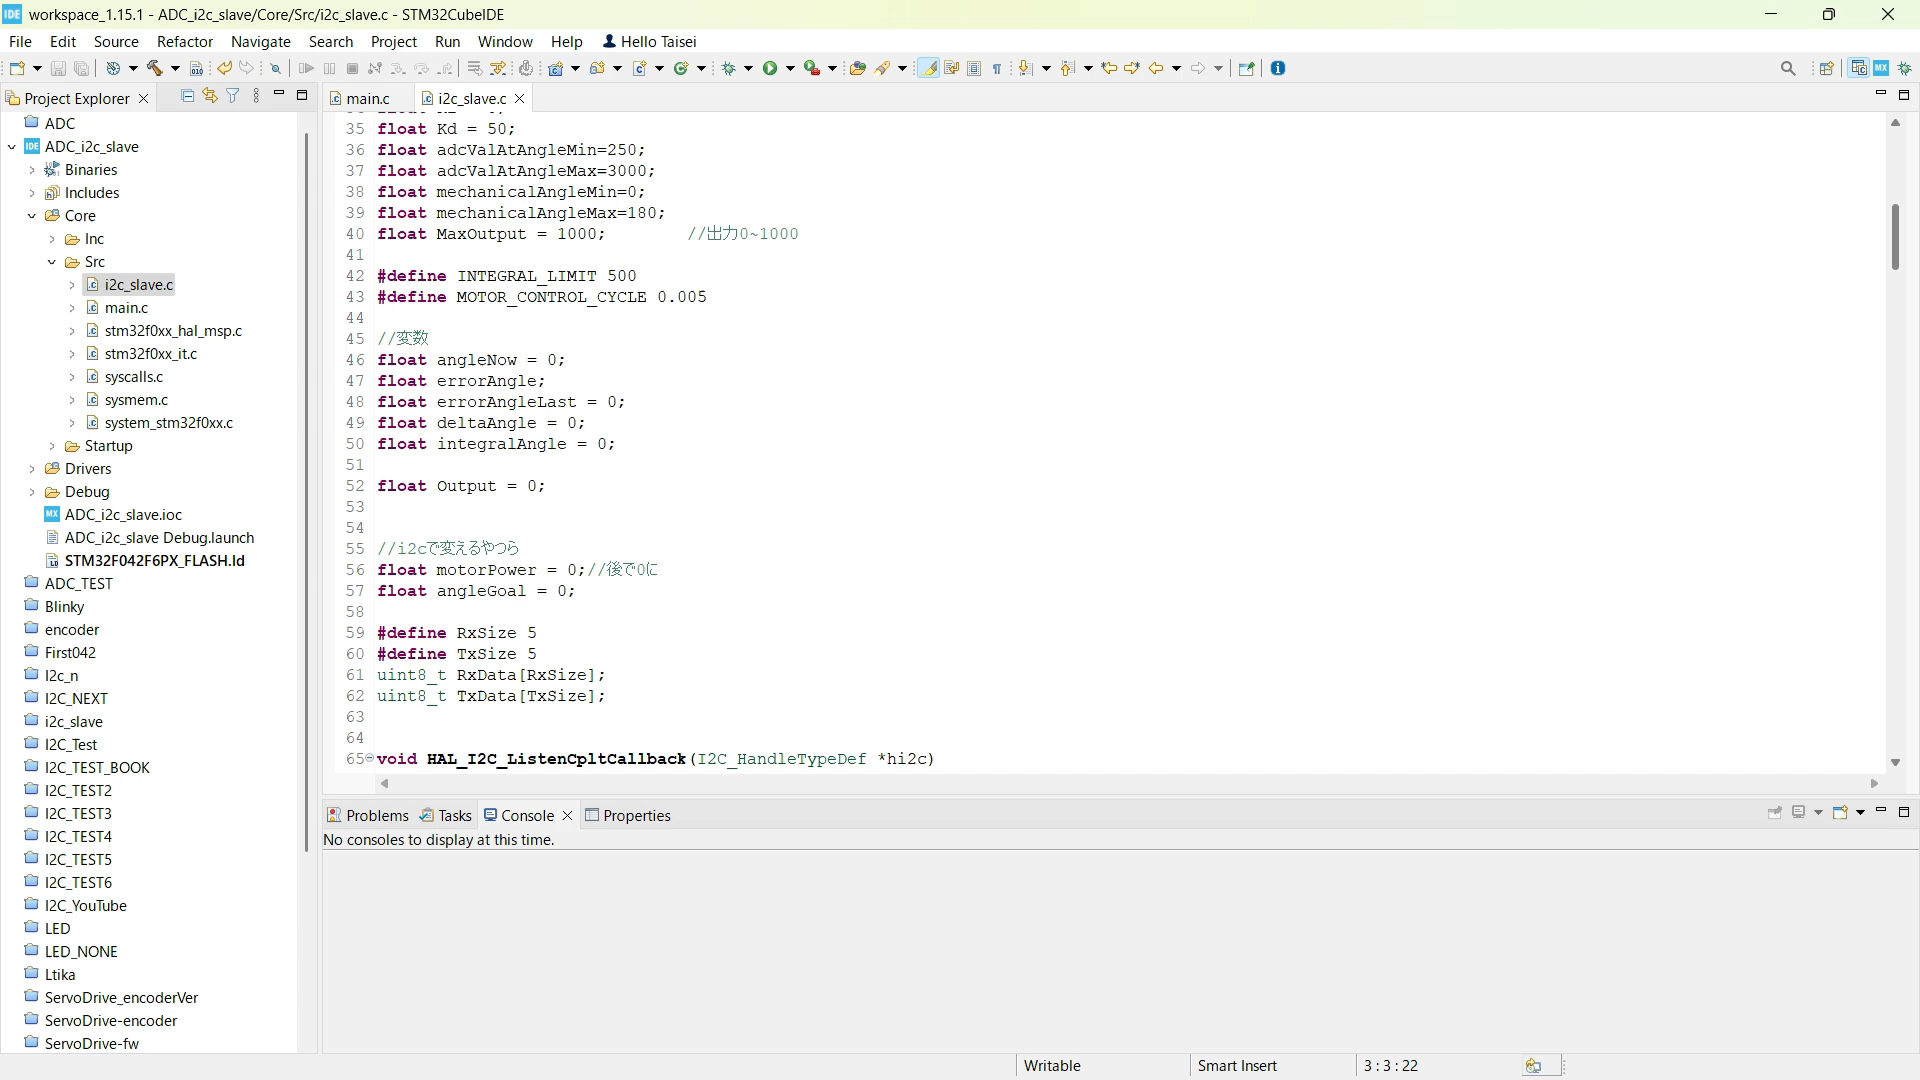 IDE workspace_1.15.1 - ADC_i2c_slave/Core/Src/i2c_slave.c - STM32CubeIDE
File Edit Source Refactor Navigate Search Project Run Window Help Hello Taisei
Project Explorer
ADC
IDE ADC_i2c_slave
Binaries
Includes
Core
Inc
Src
i2c_slave.c
main.c
stm32f0xx_hal_msp.c
stm32f0xx_it.c
syscalls.c
sysmem.c
system_stm32f0xx.c
Startup
Drivers
Debug
MX ADC_i2c_slave.ioc
ADC_i2c_slave Debug.launch
STM32F042F6PX_FLASH.ld
ADC_TEST
Blinky
encoder
First042
I2c_n
I2C_NEXT
i2c_slave
I2C_Test
I2C_TEST_BOOK
I2C_TEST2
I2C_TEST3
I2C_TEST4
I2C_TEST5
I2C_TEST6
I2C_YouTube
LED
LED_NONE
Ltika
ServoDrive_encoderVer
ServoDrive-encoder
ServoDrive-fw
main.c i2c_slave.c
35 float Kd = 50;
36 float adcValAtAngleMin=250;
37 float adcValAtAngleMax=3000;
38 float mechanicalAngleMin=0;
39 float mechanicalAngleMax=180;
40 float MaxOutput = 1000; //出力0~1000
41
42 #define INTEGRAL_LIMIT 500
43 #define MOTOR_CONTROL_CYCLE 0.005
44
45 //変数
46 float angleNow = 0;
47 float errorAngle;
48 float errorAngleLast = 0;
49 float deltaAngle = 0;
50 float integralAngle = 0;
51
52 float Output = 0;
53
54
55 //i2cで変えるやつら
56 float motorPower = 0;//後で0に
57 float angleGoal = 0;
58
59 #define RxSize 5
60 #define TxSize 5
61 uint8_t RxData[RxSize];
62 uint8_t TxData[TxSize];
63
64
65 void HAL_I2C_ListenCpltCallback(I2C_HandleTypeDef *hi2c)
Problems Tasks Console Properties
No consoles to display at this time.
Writable Smart Insert 3 : 3 : 22